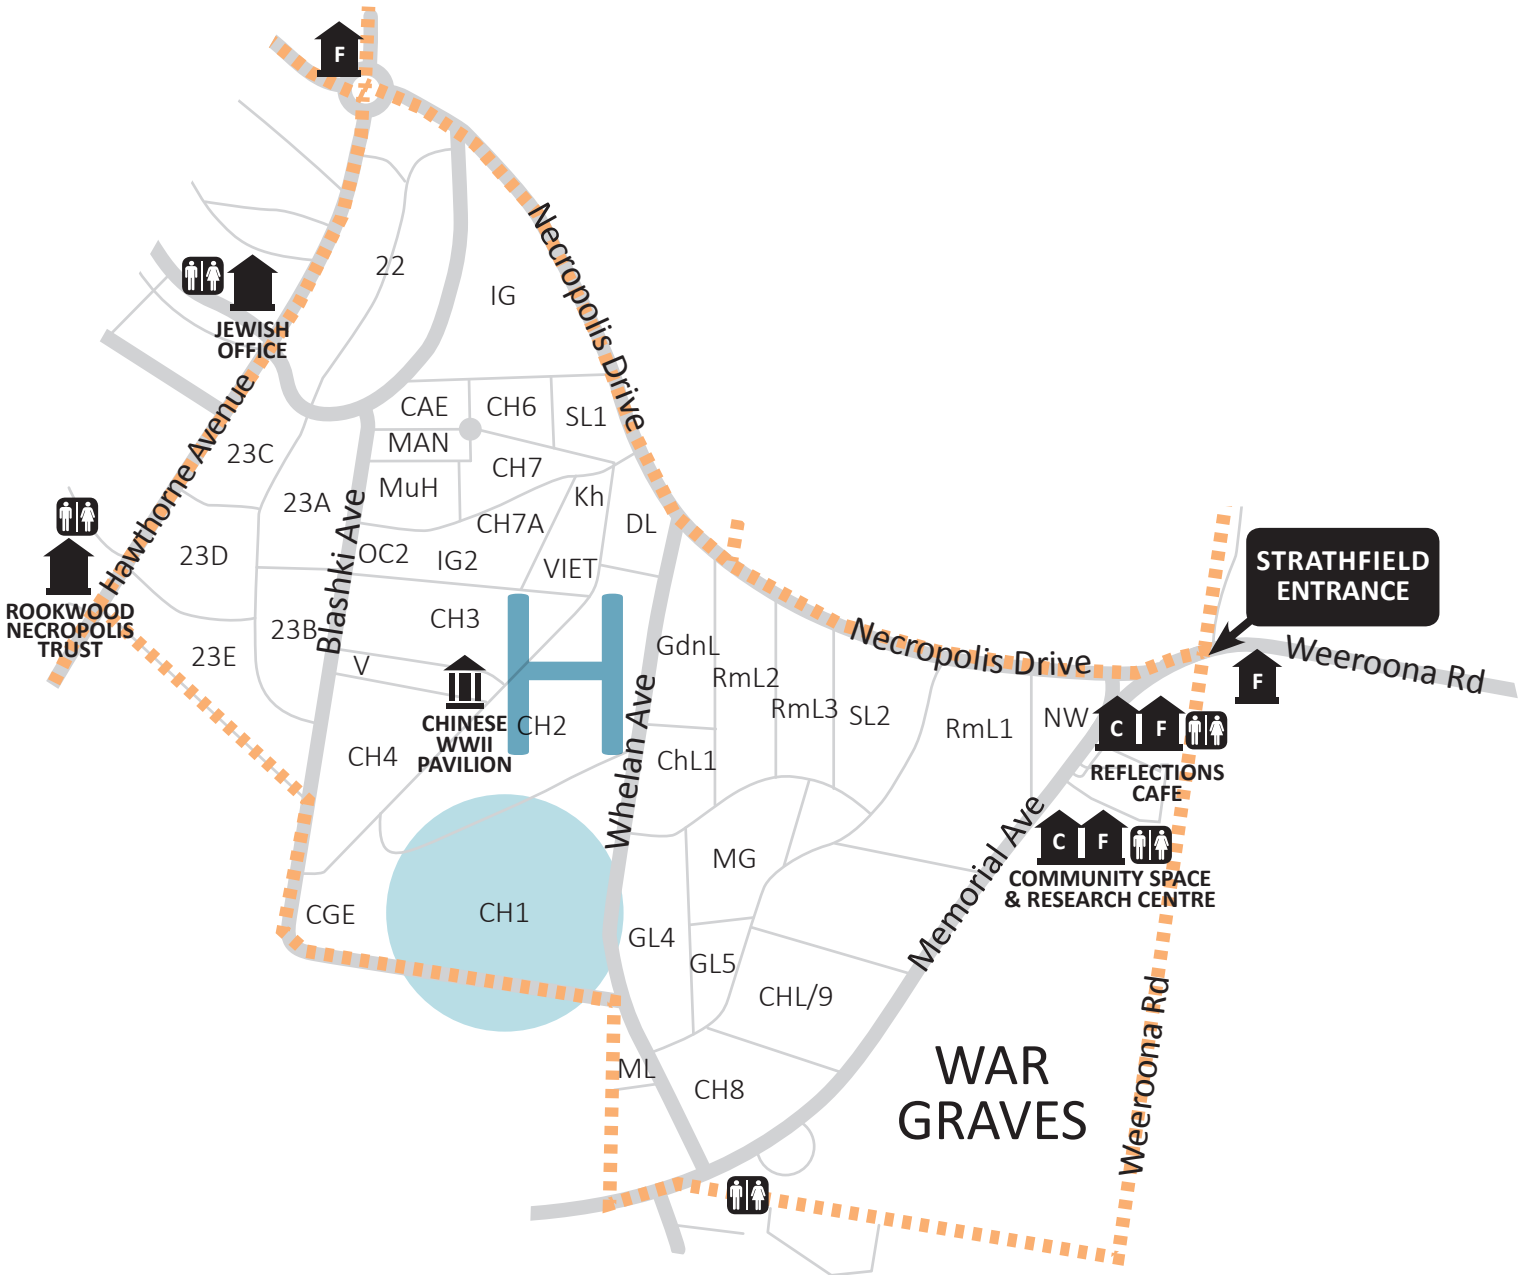 F
Necropolis Drive
22
IG
JEWISH
OFFICE
Hawthorne Avenue
CAE
CH6
SL1
MAN
23C
CH7
MuH
Kh
23A
Blashki Ave
CH7A
DL
OC2
IG2
VIET
23D
STRATHFIELD
ENTRANCE
ROOKWOOD
NECROPOLIS
TRUST
CH3
23B
23E
V
H
GdnL
Necropolis Drive
Weeroona Rd
F
RmL2
RmL3
SL2
RmL1
NW
C
F
CH2
CHINESE
WWII
PAVILION
CH4
Whelan Ave
ChL1
REFLECTIONS
CAFE
Memorial Ave
C
F
MG
COMMUNITY SPACE
& RESEARCH CENTRE
CGE
CH1
GL4
GL5
CHL/9
Weeroona Rd
WAR
GRAVES
ML
CH8